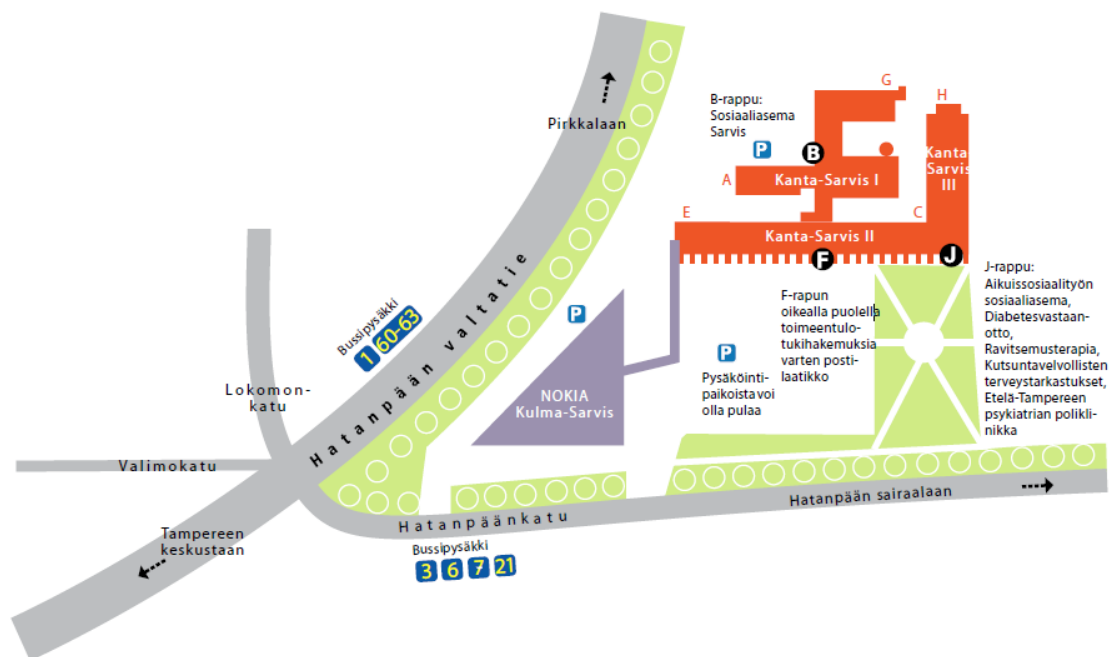 G
H
B-rappu:
Sosiaaliasema
Sarvis
P
Pirkkalaan
B
Kanta-
Sarvis
III
A
Kanta-Sarvis I
E
C
Kanta-Sarvis II
F
J
J-rappu:
Aikuissosiaalityön
sosiaaliasema,
Diabetesvastaan-
otto,
Ravitsemusterapia,
Kutsuntavelvollisten
terveystarkastukset,
Etelä-Tampereen
psykiatrian polikli-
nikka
F-rapun
oikealla puolella
toimeentulo-
tukihakemuksia
varten posti-
laatikko
P
P
Pysäköinti-
paikoista voi
olla pulaa
Bussipysäkki
1 60-63
Hatanpään valtatie
Lokomon-
katu
NOKIA
Kulma-Sarvis
Valimokatu
Hatanpään sairaalaan
Hatanpäänkatu
Tampereen
keskustaan
Bussipysäkki
3 6 7 21